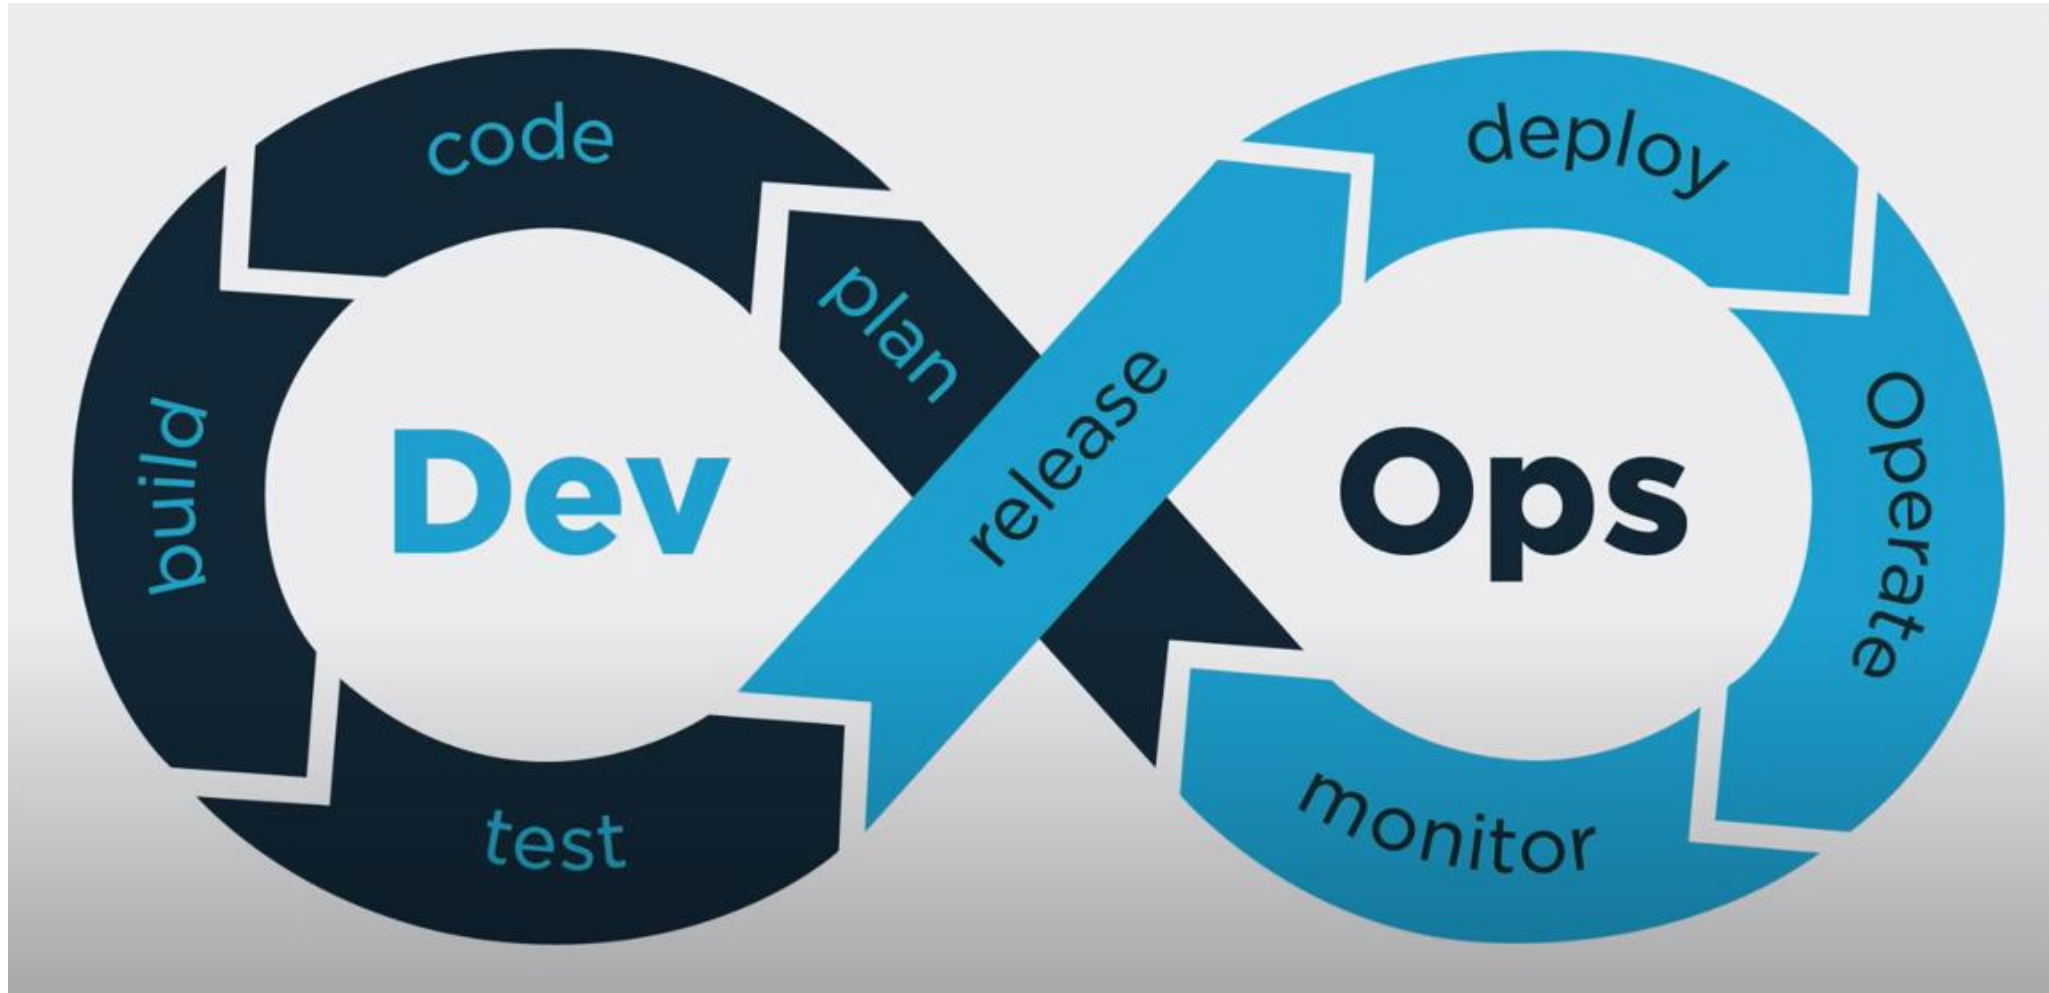 code
plan
build
Dev
test
release
deploy
Operate
Ops
monitor